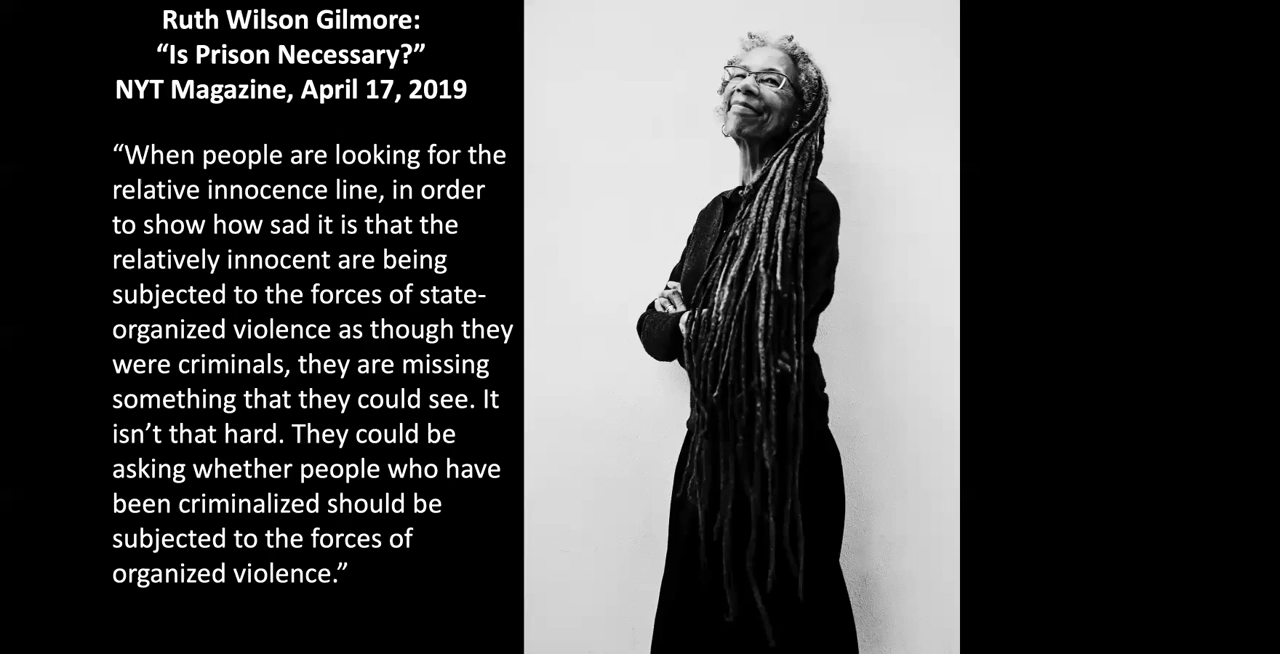 Ruth Wilson Gilmore:
“Is Prison Necessary?”
NYT Magazine, April 17, 2019
“When people are looking for the
relative innocence line, in order
to show how sad it is that the
relatively innocent are being
subjected to the forces of state-
organized violence as though they
were criminals, they are missing
something that they could see. It
isn’t that hard. They could be
asking whether people who have
been criminalized should be
subjected to the forces of
organized violence.”